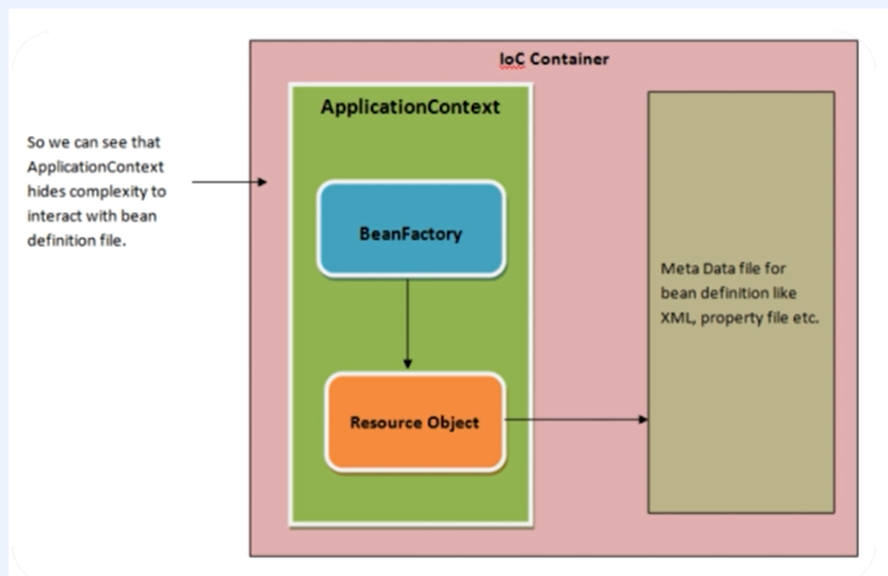 IoC Container
ApplicationContext
So we can see that
ApplicationContext
hides complexity to
interact with bean
definition file.
BeanFactory
Meta Data file for
bean definition like
XML, property file etc.
Resource Object